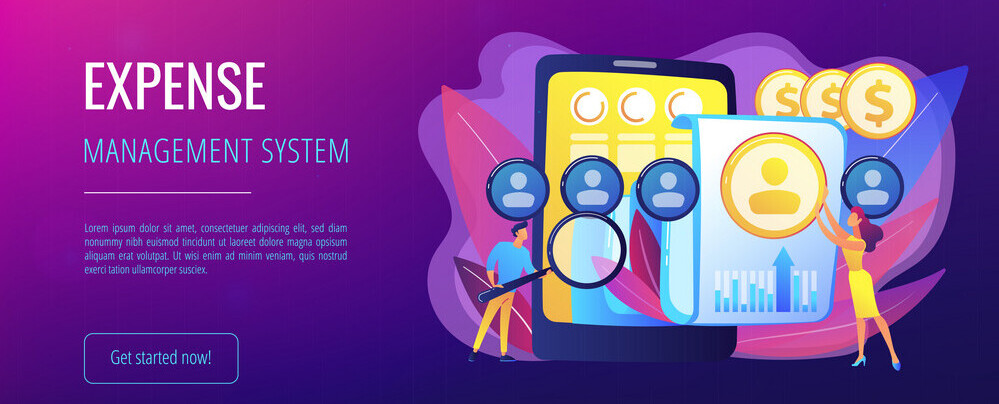 EXPENSE
MANAGEMENT SYSTEM
Lorem ipsum dolor sit amet, consectetuer adipiscing elit, sed diam
nonummy nibh euismod tincidunt ut laoreet dolore magna
aliquam erat volutpat. Ut wisi enim ad minim veniam, quis nostrud
exerci tation ullamcorper susciex.
Get started now!
$
$
$